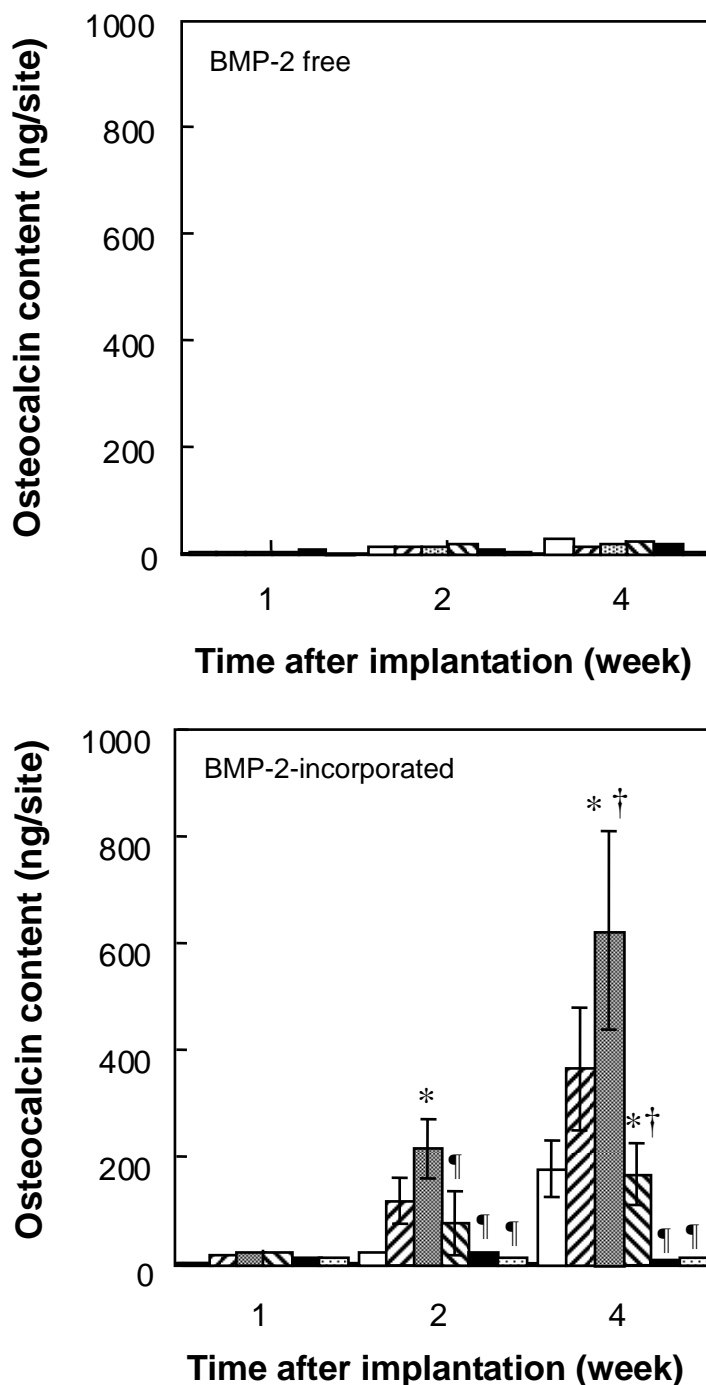 1000
BMP-2 free
800
600
400
200
0
Osteocalcin content (ng/site)
1 2 4
Time after implantation (week)
1000
BMP-2-incorporated
* †
800
600
400
*
* †
200
¶
¶ ¶
¶ ¶
0
Osteocalcin content (ng/site)
1 2 4
Time after implantation (week)